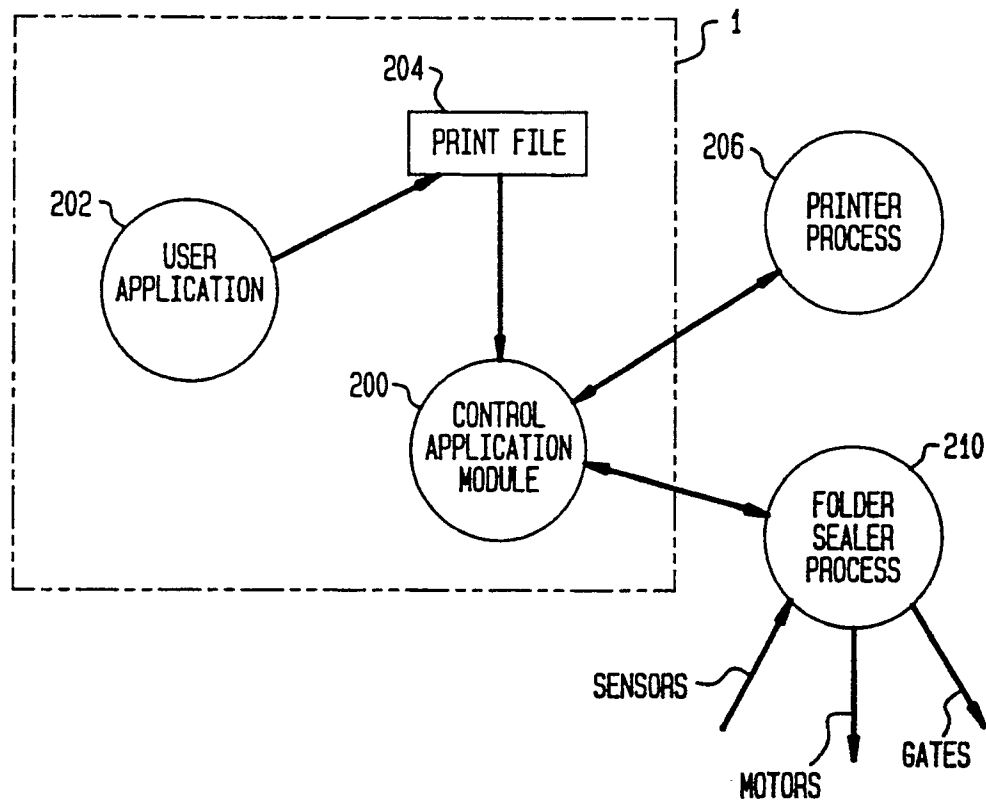 1
204
PRINT FILE
206
PRINTER
PROCESS
202
USER
APPLICATION
200
CONTROL
APPLICATION
MODULE
210
FOLDER
SEALER
PROCESS
SENSORS
MOTORS
GATES